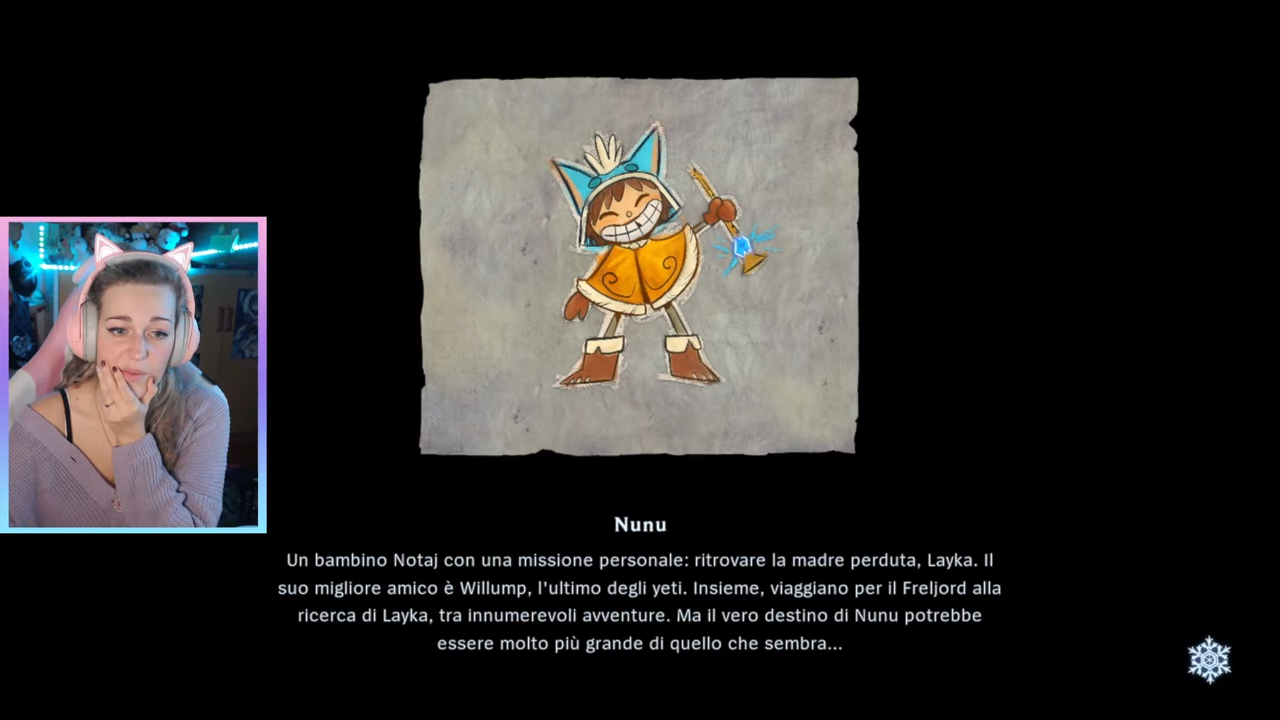 Nunu
Un bambino Notaj con una missione personale: ritrovare la madre perduta, Layka. Il
suo migliore amico è Willump, l'ultimo degli yeti. Insieme, viaggiano per il Freljord alla
ricerca di Layka, tra innumerevoli avventure. Ma il vero destino di Nunu potrebbe
essere molto più grande di quello che sembra...